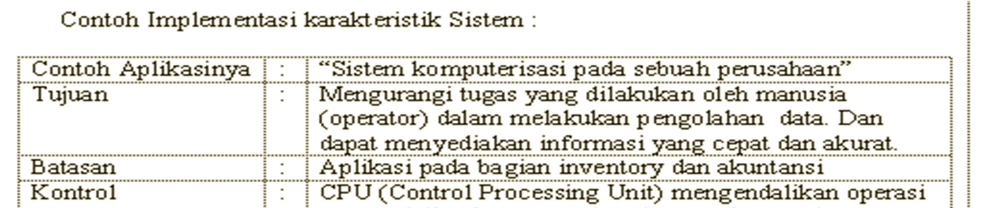 Contoh Implementasi karakteristik Sistem :
Contoh Aplikasinya : “Sistem komputerisasi pada sebuah perusahaan”
Tujuan : Mengurangi tugas yang dilakukan oleh manusia
(operator) dalam melakukan pengolahan data. Dan
dapat menyediakan informasi yang cepat dan akurat.
Batasan : Aplikasi pada bagian inventory dan akuntansi
Kontrol : CPU (Control Processing Unit) mengendalikan operasi